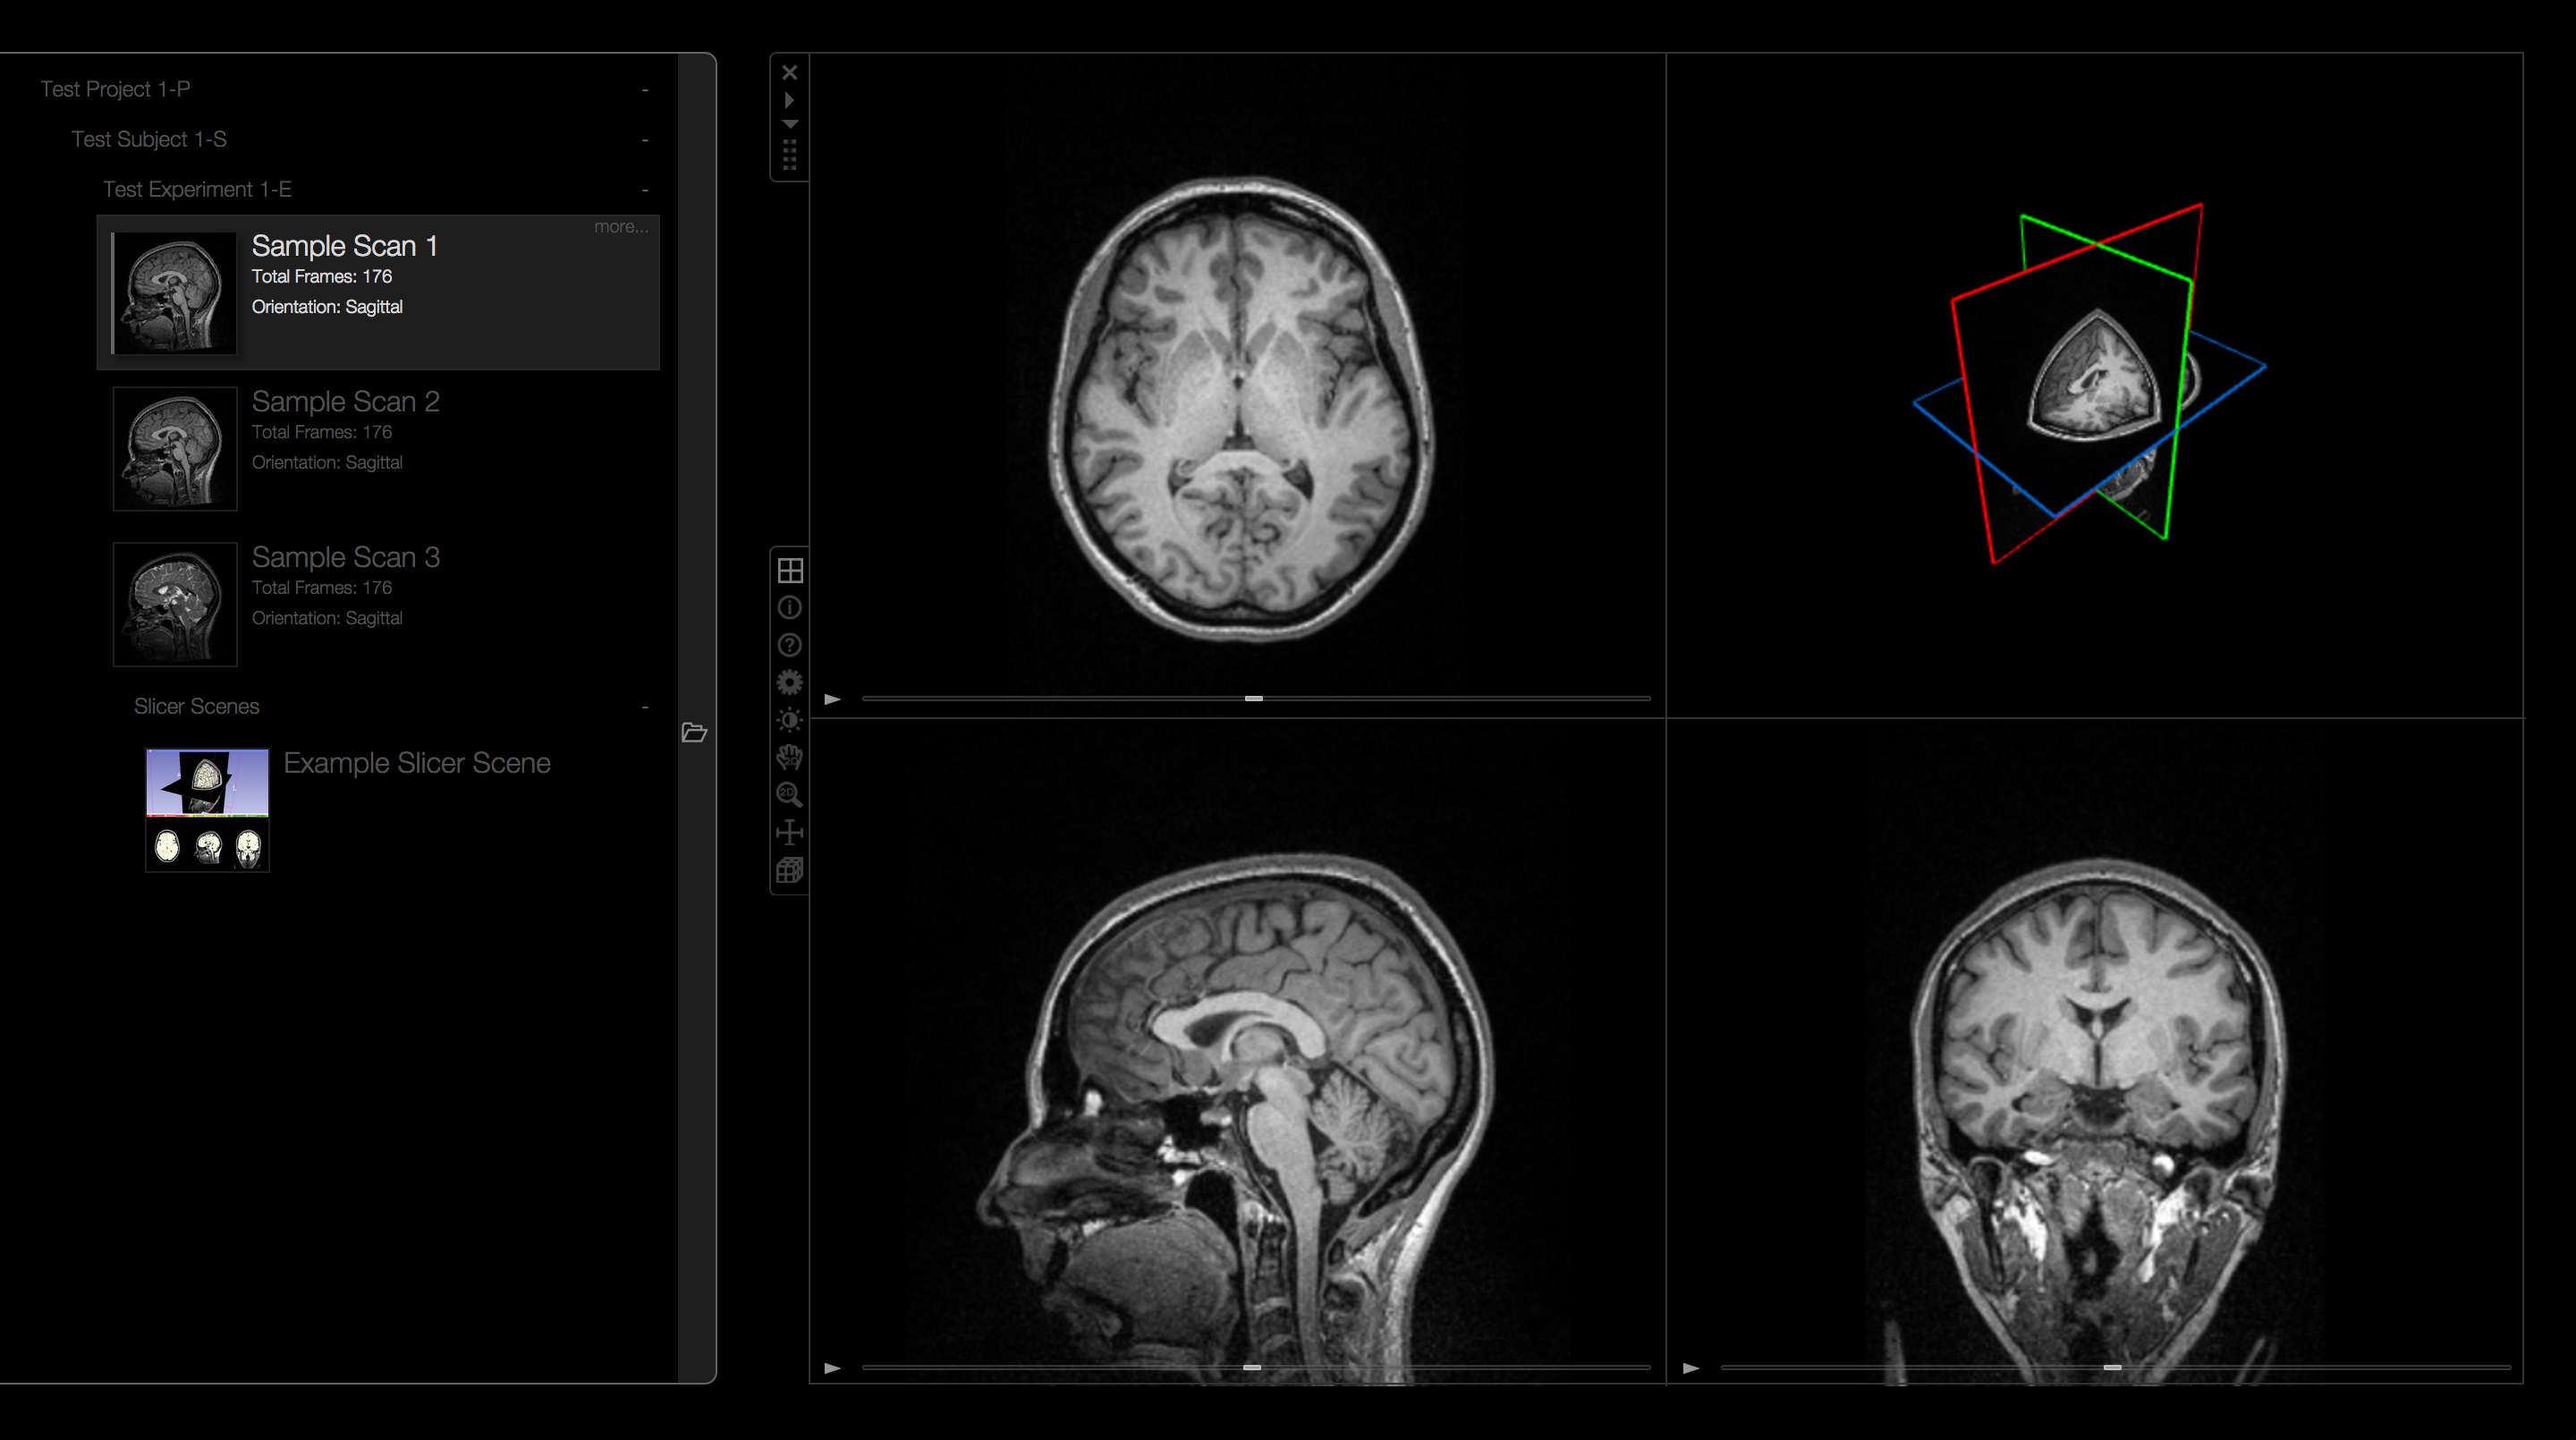 Test Project 1-P -
Test Subject 1-S -
Test Experiment 1-E -
more...
Sample Scan 1
Total Frames: 176
Orientation: Sagittal
Sample Scan 2
Total Frames: 176
Orientation: Sagittal
Sample Scan 3
Total Frames: 176
Orientation: Sagittal
Slicer Scenes -
Example Slicer Scene
2D
2D